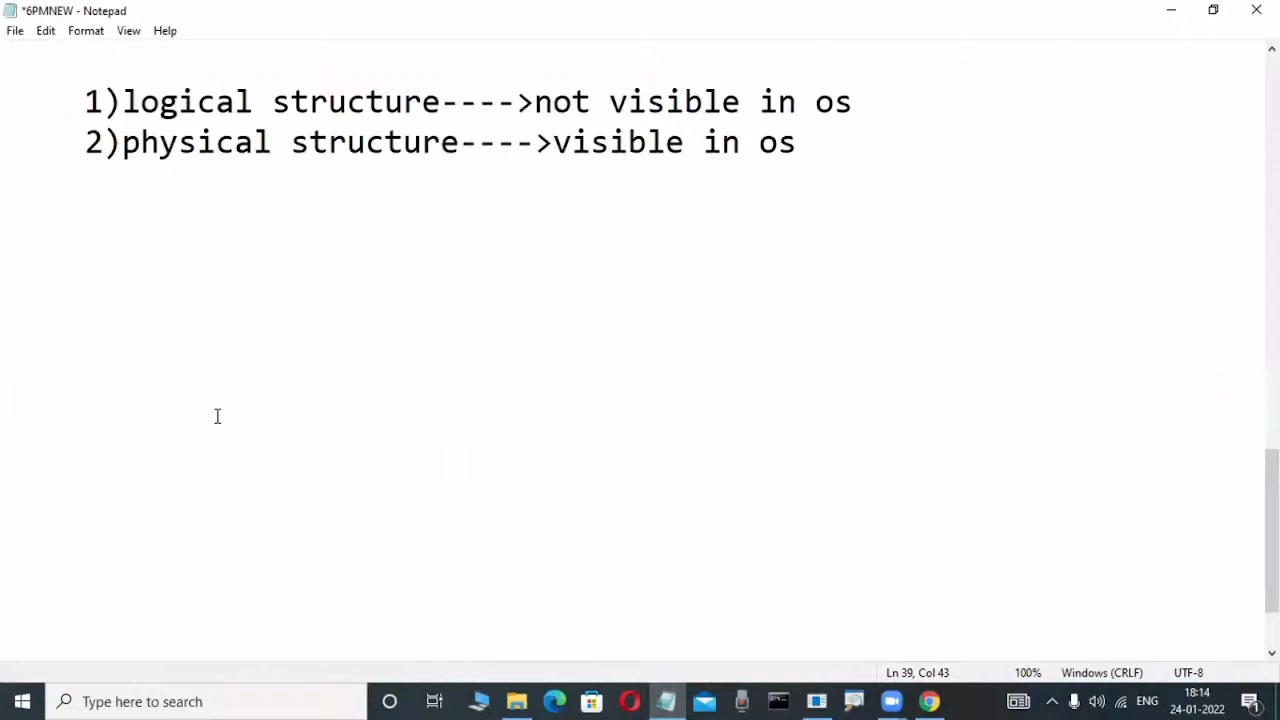 *6PMNEW - Notepad
File Edit Format View Help
1)logical structure---->not visible in os
2)physical structure---->visible in os
Ln 39, Col 43 100% Windows (CRLF) UTF-8
Type here to search
ENG
18:14
24-01-2022
1